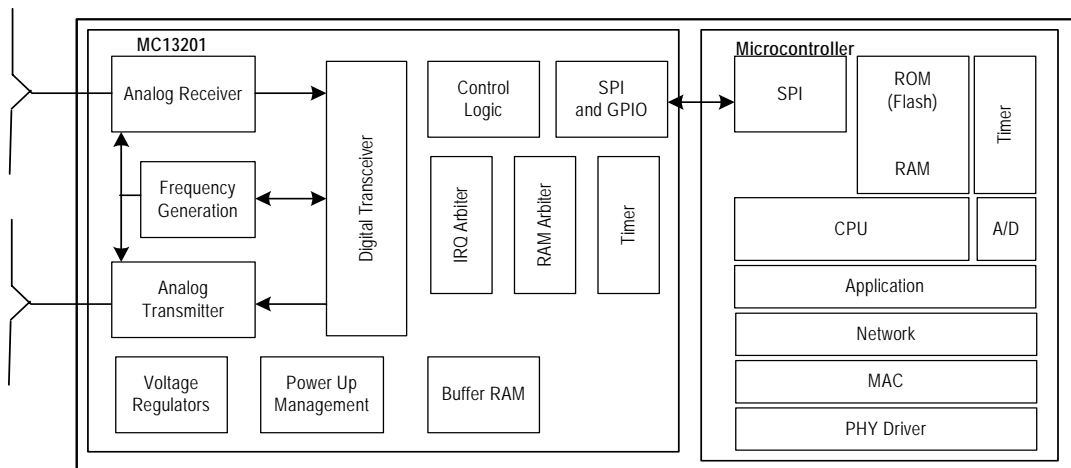 MC13201
Analog Receiver
Frequency
Generation
Analog
Transmitter
Digital Transceiver
Control
Logic
SPI
and GPIO
IRQ Arbiter
RAM Arbiter
Timer
Voltage
Regulators
Power Up
Management
Buffer RAM
Microcontroller
SPI
ROM
(Flash)
RAM
Timer
CPU
A/D
Application
Network
MAC
PHY Driver